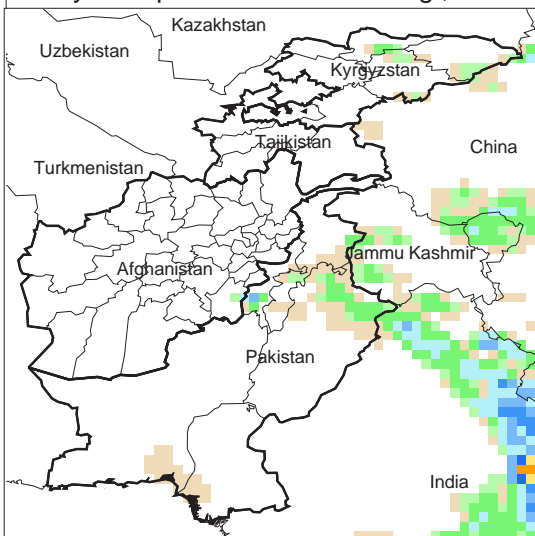 Kazakhstan
Uzbekistan
Kyrgyzstan
Tajikistan
China
Turkmenistan
Jammu Kashmir
Afghanistan
Pakistan
India